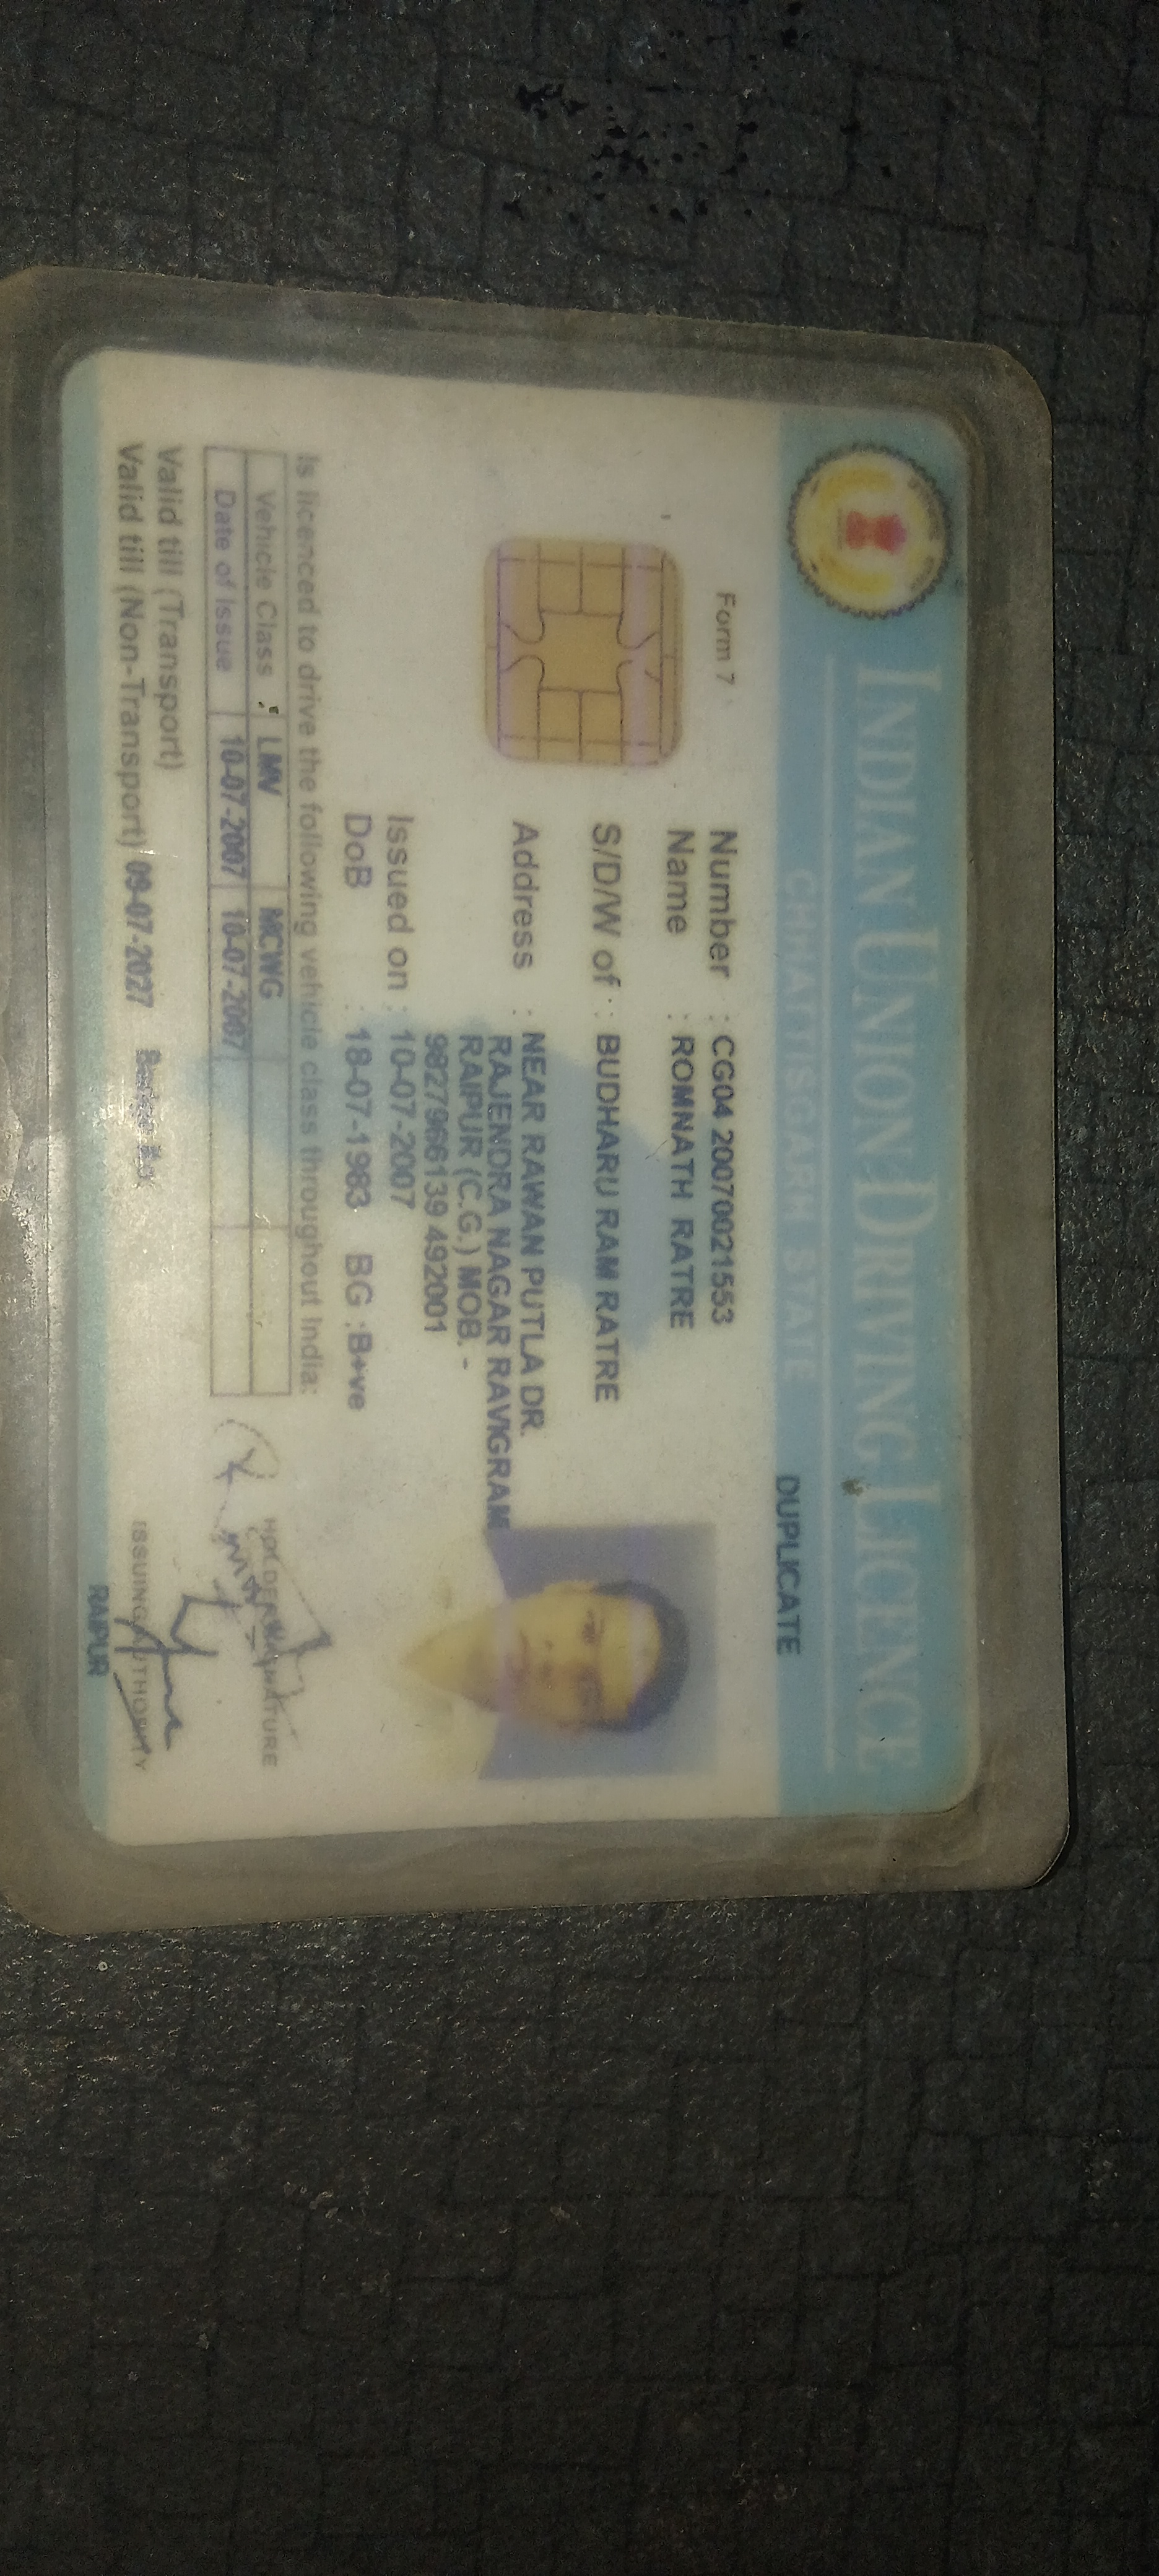 INDIAN UNION DRIVING LICENCE
CHHATTISGARH STATE
DUPLICATE
Form 7
Number : CG04 20070021553
Name : ROMNATH RATRE
S/D/W of : BUDHARU RAM RATRE
Address : NEAR RAWAN PUTLA DR.
RAJENDRA NAGAR RAVIGRAM
RAIPUR (C.G.) MOB. -
9827966139 492001
Issued on : 10-07-2007
DoB : 18-07-1983 BG :B+ve
Is licenced to drive the following vehicle class throughout India:
Vehicle Class : LMV MCWG
Date of Issue 10-07-2007 10-07-2007
HOLDER SIGNATURE
Valid till (Transport)
Valid till (Non-Transport) 09-07-2027
ISSUING AUTHORITY
RAIPUR